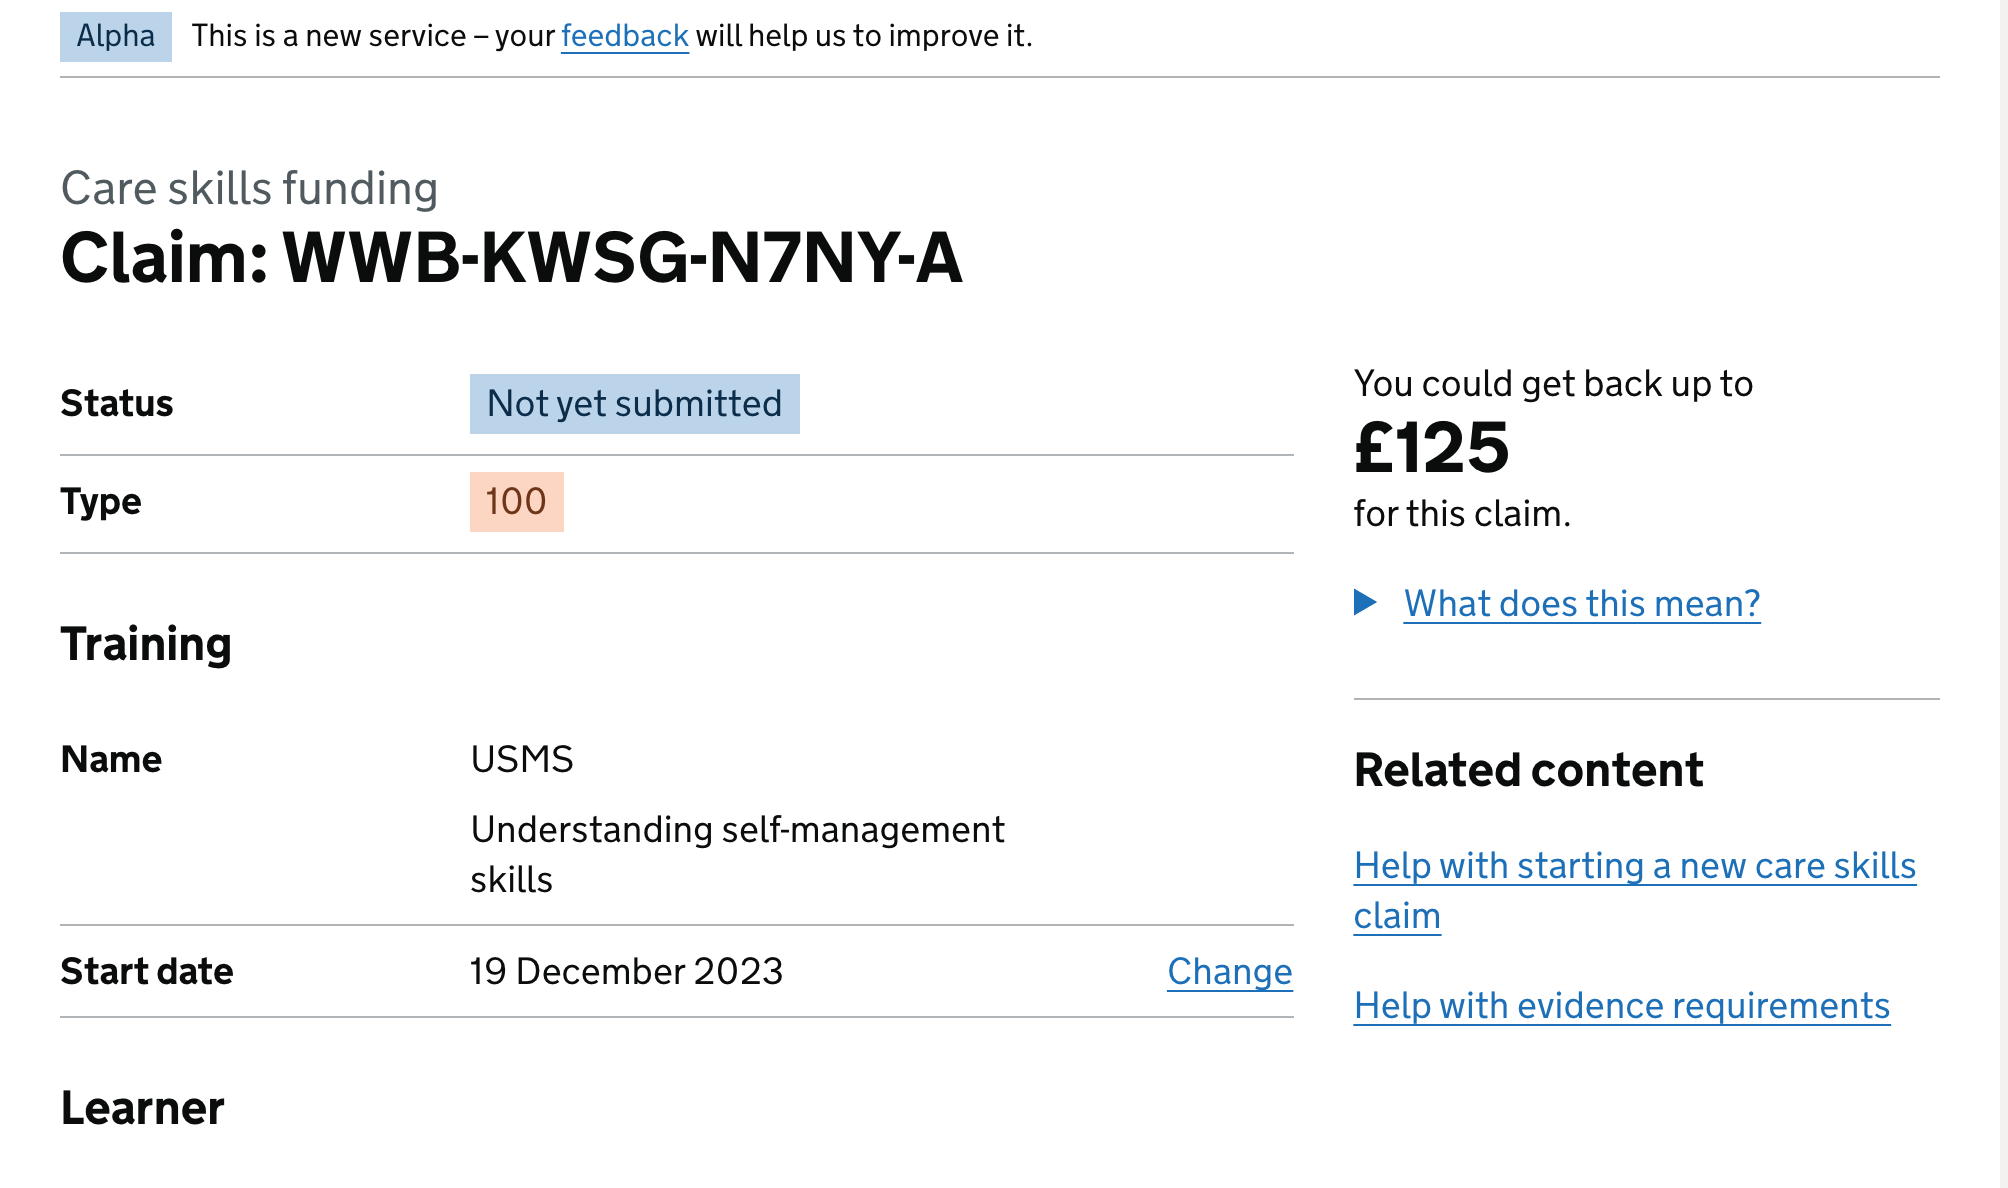 Alpha This is a new service – your feedback will help us to improve it.
Care skills funding
Claim: WWB-KWSG-N7NY-A
Status Not yet submitted
Type 100
Training
Name USMS
Understanding self-management
skills
Start date 19 December 2023 Change
Learner
You could get back up to
£125
for this claim.
What does this mean?
Related content
Help with starting a new care skills
claim
Help with evidence requirements